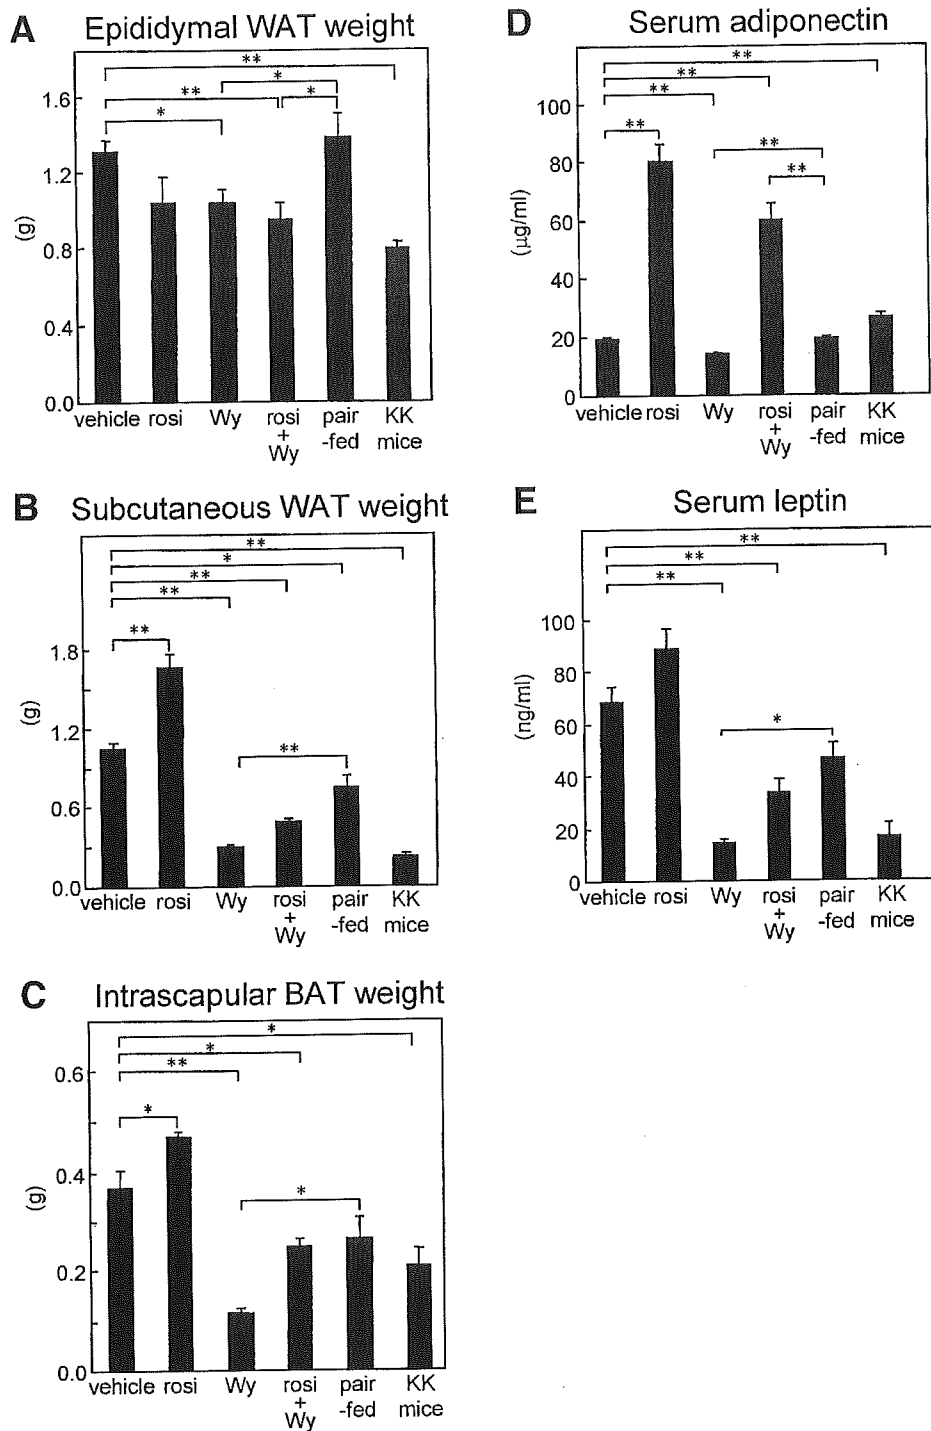 A Epididymal WAT weight
**
*
** *
*
1.6
1.2
0.8
0.4
0.0
(g)
vehicle rosi Wy rosi pair KK
+ -fed mice
Wy
B Subcutaneous WAT weight
**
*
**
**
**
**
1.8
1.2
0.6
0.0
(g)
vehicle rosi Wy rosi pair KK
+ -fed mice
Wy
C Intrascapular BAT weight
*
*
**
*
*
0.6
0.4
0.2
0.0
(g)
vehicle rosi Wy rosi pair KK
+ -fed mice
Wy
D Serum adiponectin
**
**
**
**
**
**
100
80
60
40
20
0
(μg/ml)
vehicle rosi Wy rosi pair KK
+ -fed mice
Wy
E Serum leptin
**
**
**
*
100
80
60
40
20
0
(ng/ml)
vehicle rosi Wy rosi pair KK
+ -fed mice
Wy